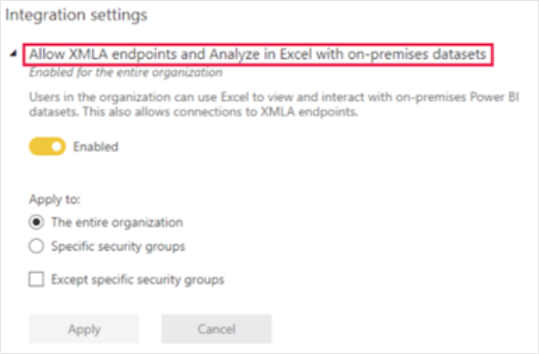 Integration settings
Allow XMLA endpoints and Analyze in Excel with on-premises datasets
Enabled for the entire organization
Users in the organization can use Excel to view and interact with on-premises Power BI
datasets. This also allows connections to XMLA endpoints.
Enabled
Apply to:
The entire organization
Specific security groups
Except specific security groups
Apply
Cancel